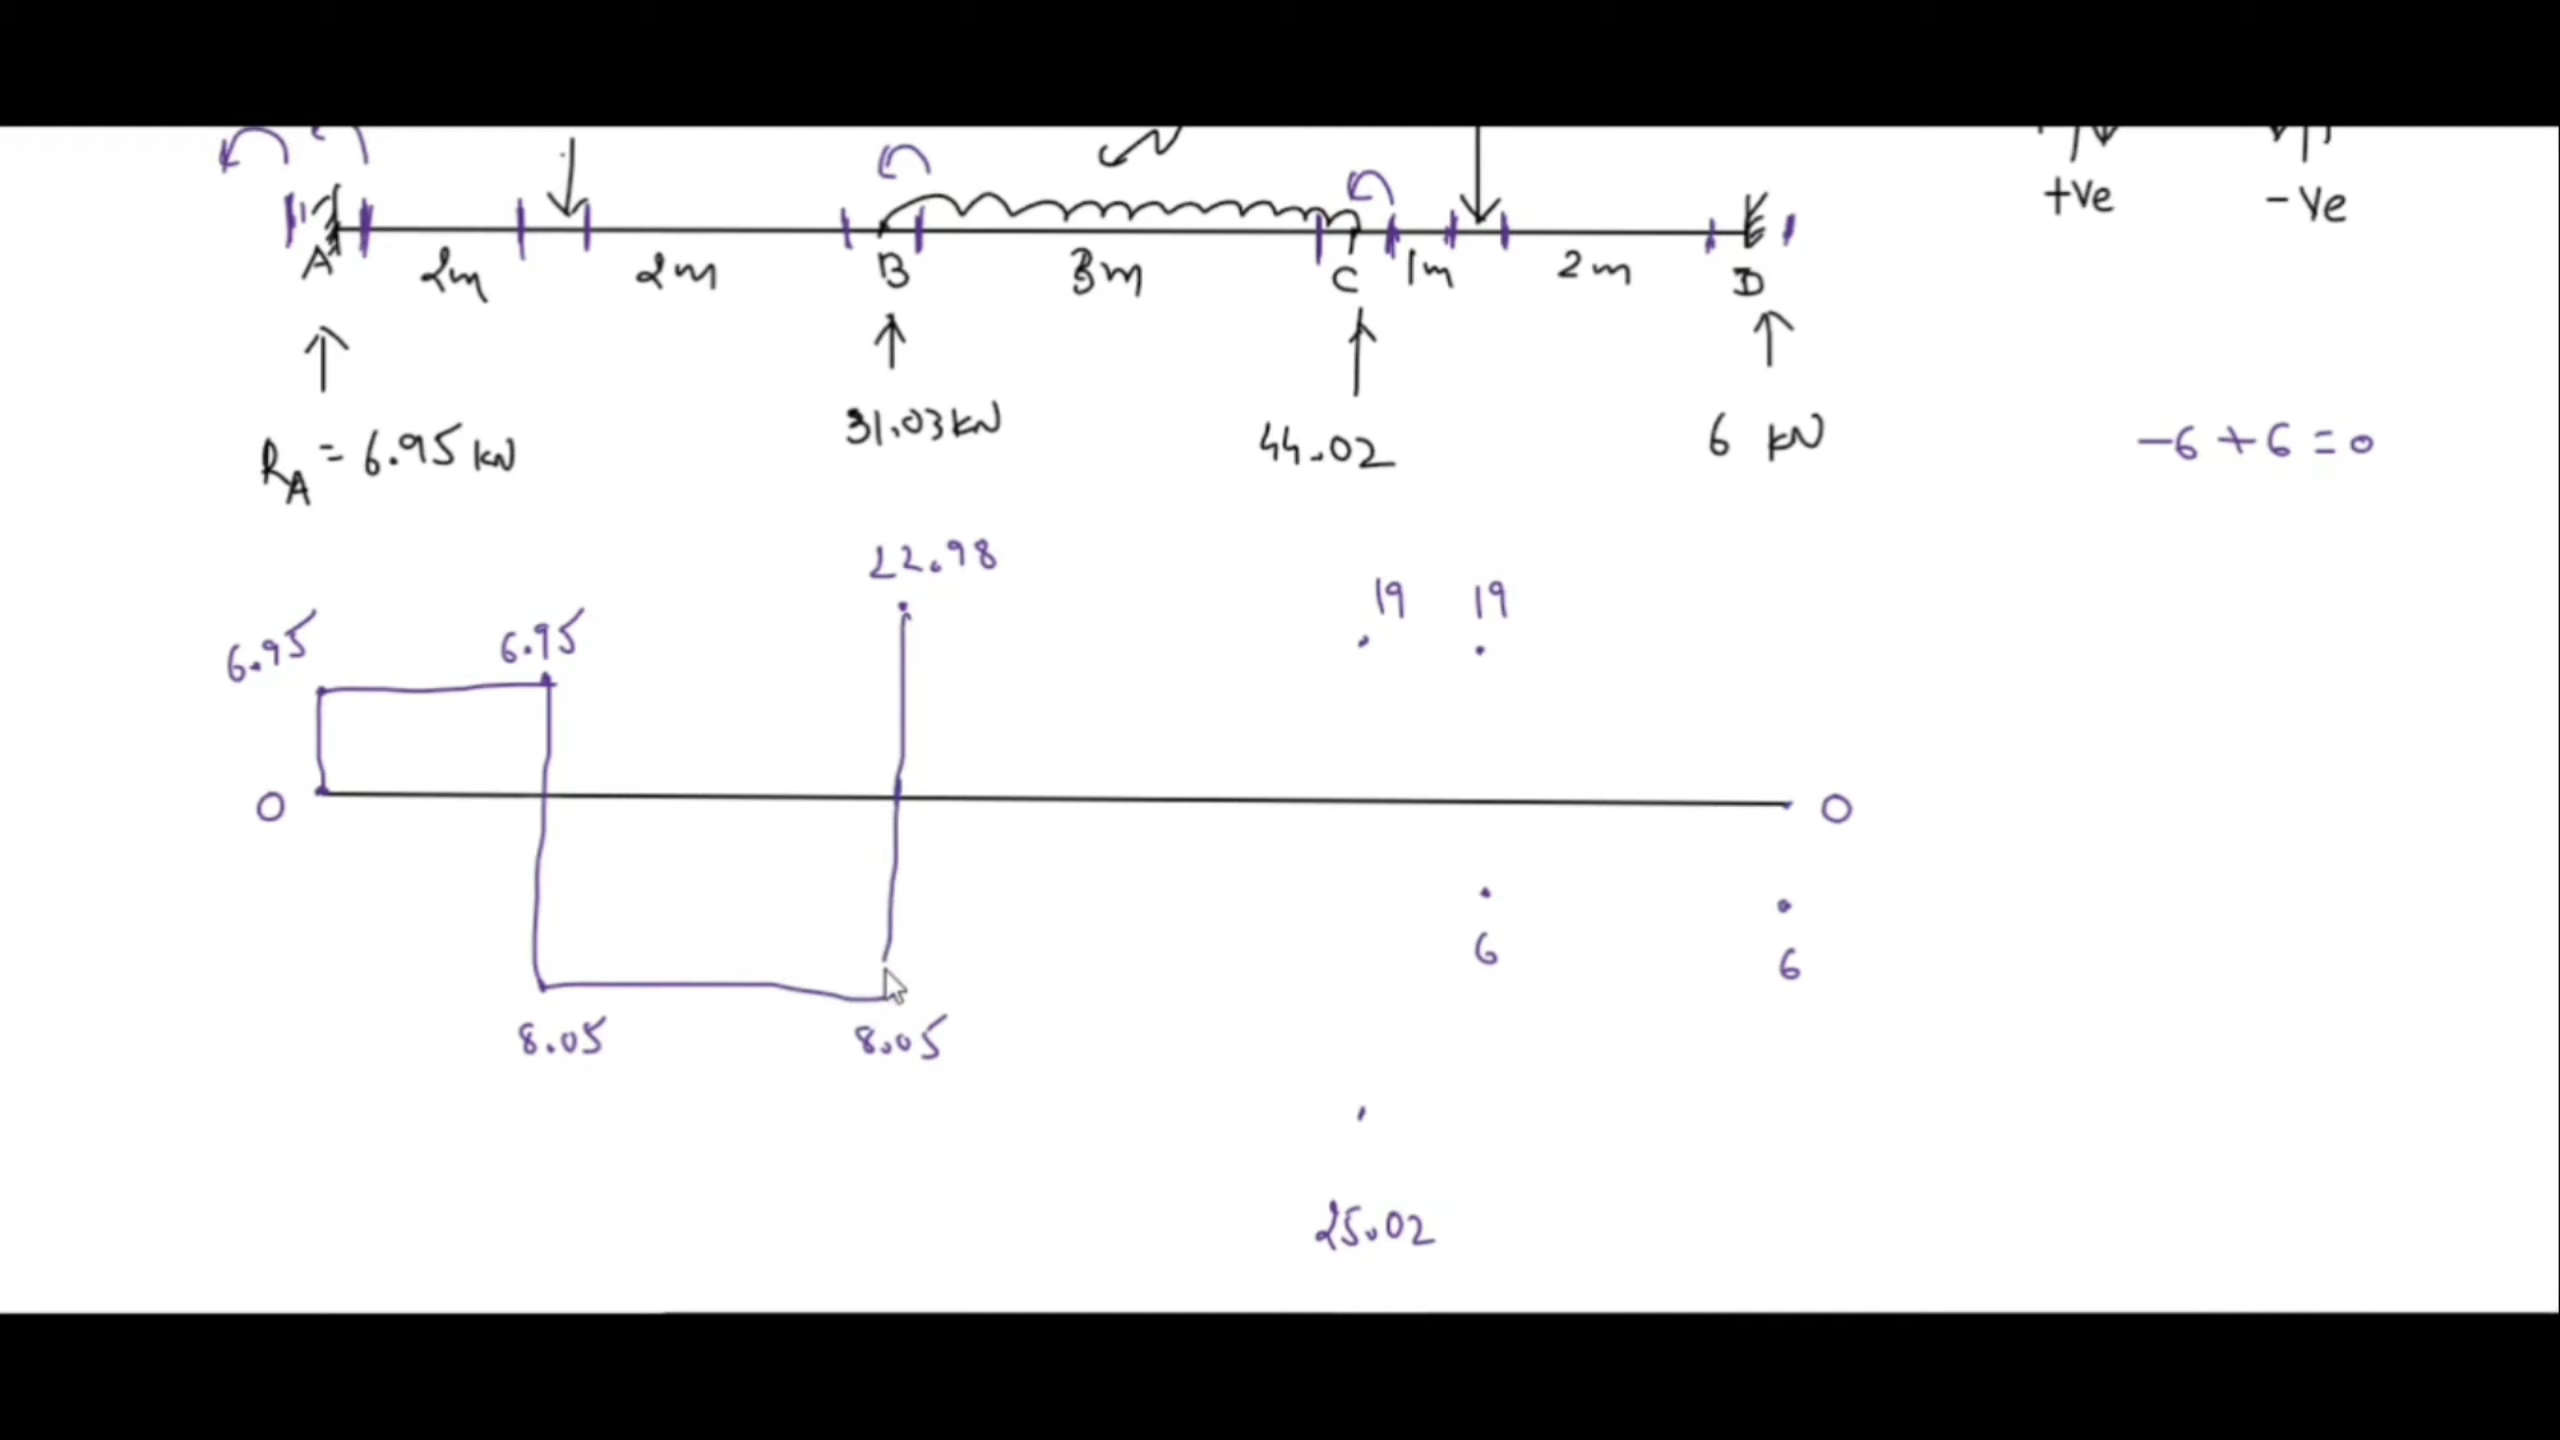 +Ve -Ve
A 2m 2m B 3m C 1m 2m D
R_A = 6.95 kN 31.03 kN 44.02 6 kN -6 + 6 = 0
22.98
19 19
6.95 6.95
0 0
6 6
8.05 8.05
25.02